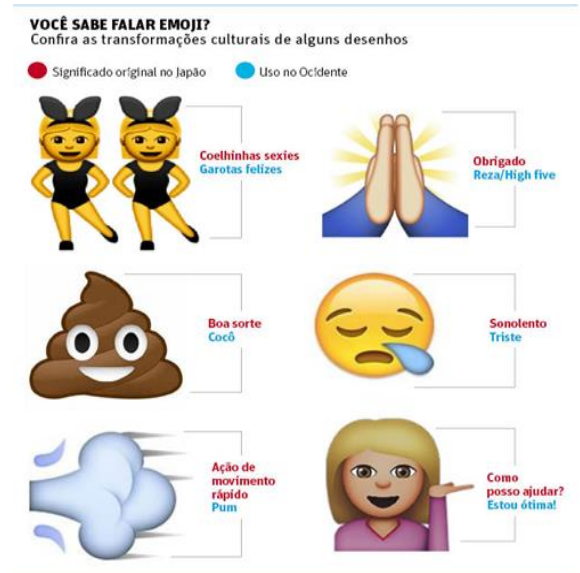 VOCÊ SABE FALAR EMOJI?
Confira as transformações culturais de alguns desenhos
Significado original no Japão
Uso no Ocidente
Coelhinhas sexies
Garotas felizes
Obrigado
Reza/High five
Boa sorte
Cocô
Sonolento
Triste
Ação de
movimento
rápido
Pum
Como
posso ajudar?
Estou ótima!